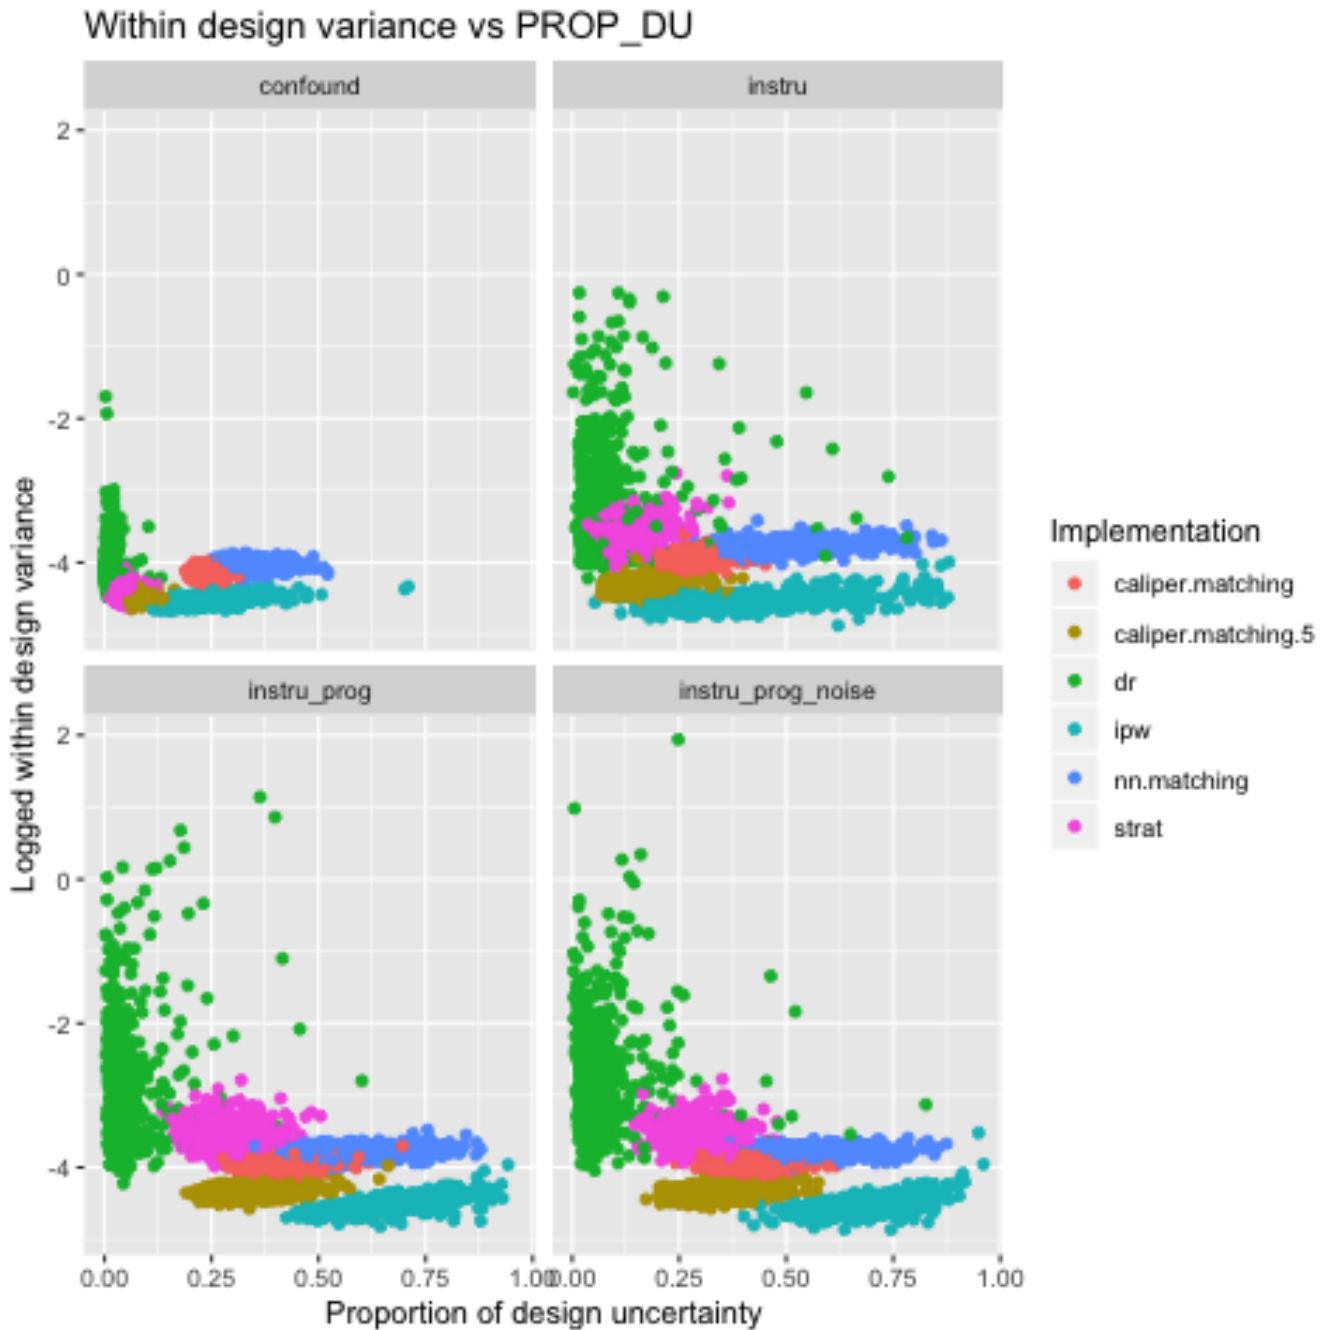 Within design variance vs PROP_DU
confound
instru
2
0
-2
-4
instru_prog
instru_prog_noise
2
0
-2
-4
0.00 0.25 0.50 0.75 1.00
0.00 0.25 0.50 0.75 1.00
Proportion of design uncertainty
Logged within design variance
Implementation
caliper.matching
caliper.matching.5
dr
ipw
nn.matching
strat